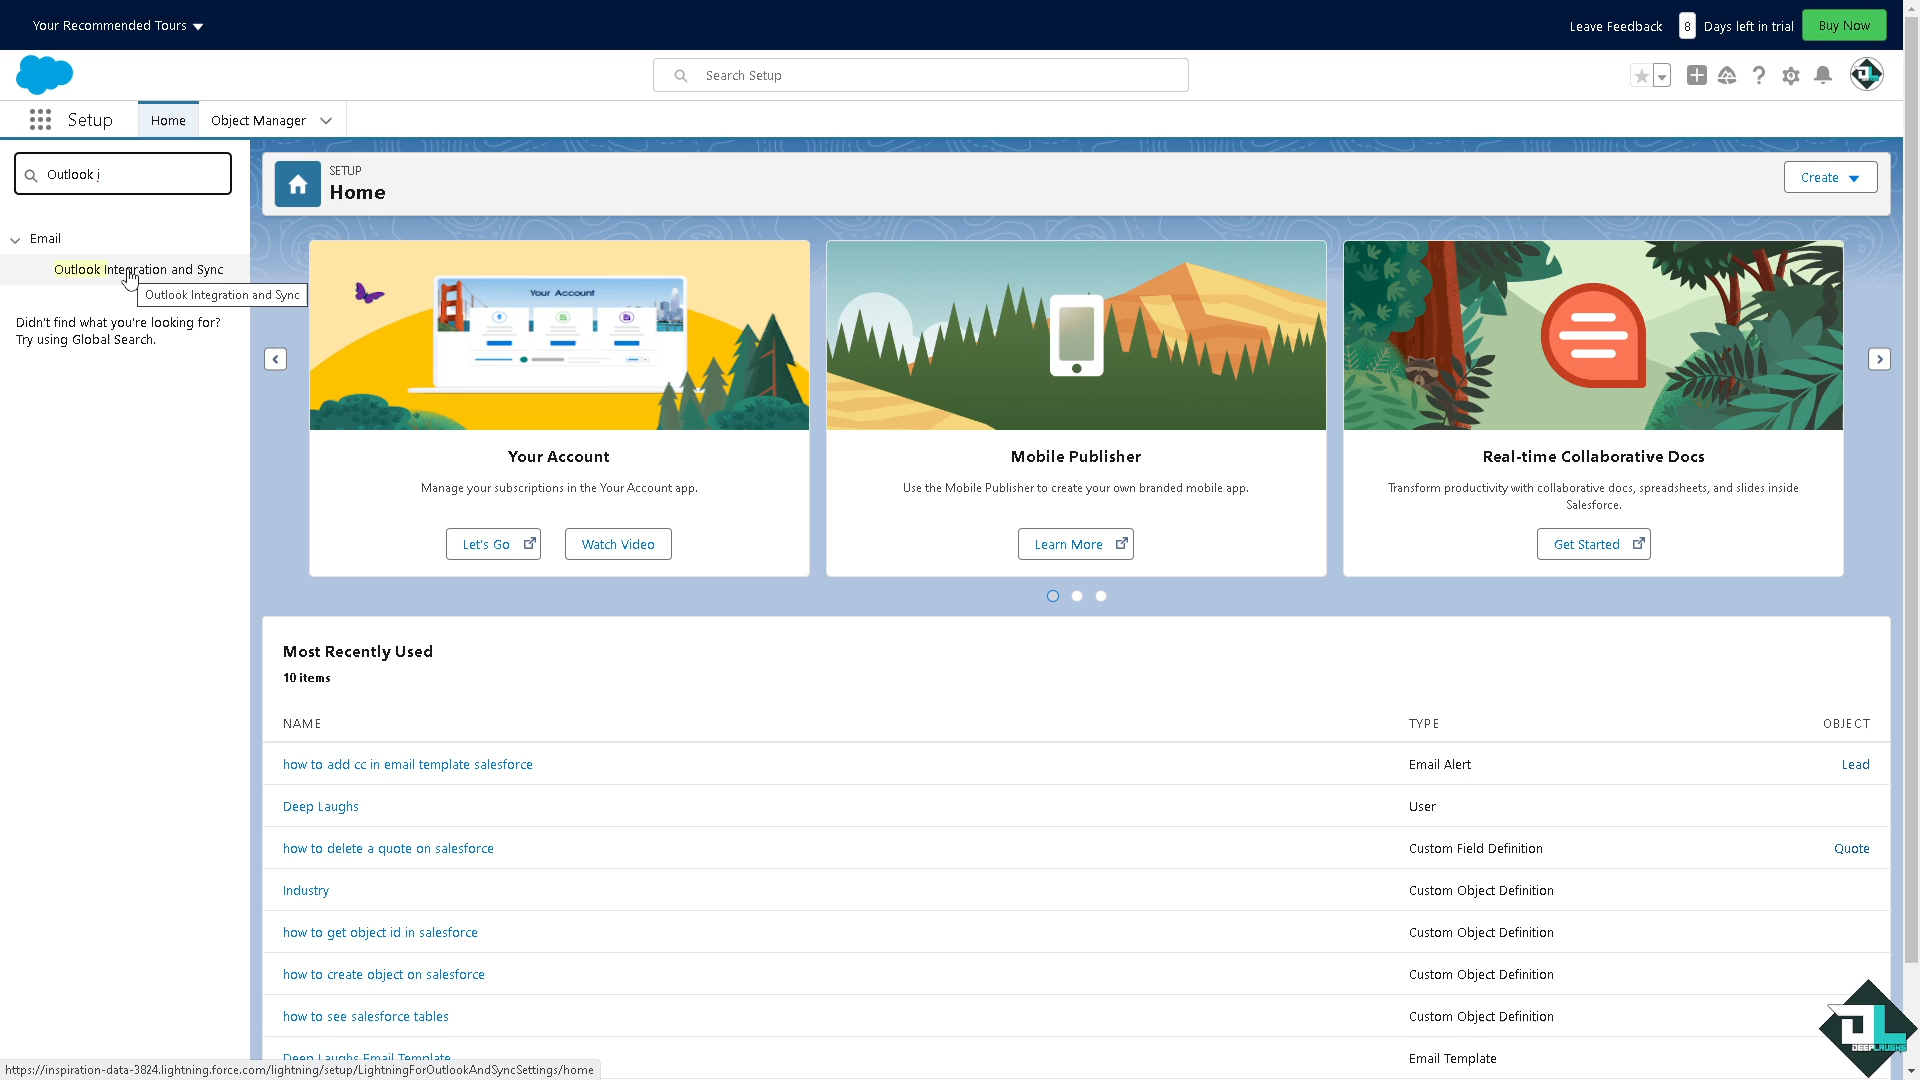 Your Recommended Tours
Leave Feedback
8
Days left in trial
Buy Now
Search Setup
Setup
Home
Object Manager
Outlook i
Email
Outlook Integration and Sync
Outlook Integration and Sync
Didn't find what you're looking for?
Try using Global Search.
SETUP
Home
Create
Your Account
Your Account
Manage your subscriptions in the Your Account app.
Let's Go
Watch Video
Mobile Publisher
Use the Mobile Publisher to create your own branded mobile app.
Learn More
Real-time Collaborative Docs
Transform productivity with collaborative docs, spreadsheets, and slides inside
Salesforce.
Get Started
Most Recently Used
10 items
NAME TYPE OBJECT
how to add cc in email template salesforce Email Alert Lead
Deep Laughs User
how to delete a quote on salesforce Custom Field Definition Quote
Industry Custom Object Definition
how to get object id in salesforce Custom Object Definition
how to create object on salesforce Custom Object Definition
how to see salesforce tables Custom Object Definition
Deep Laughs Email Template Email Template
https://inspiration-data-3824.lightning.force.com/lightning/setup/LightningForOutlookAndSyncSettings/home
DL
DEEPLAUGHS